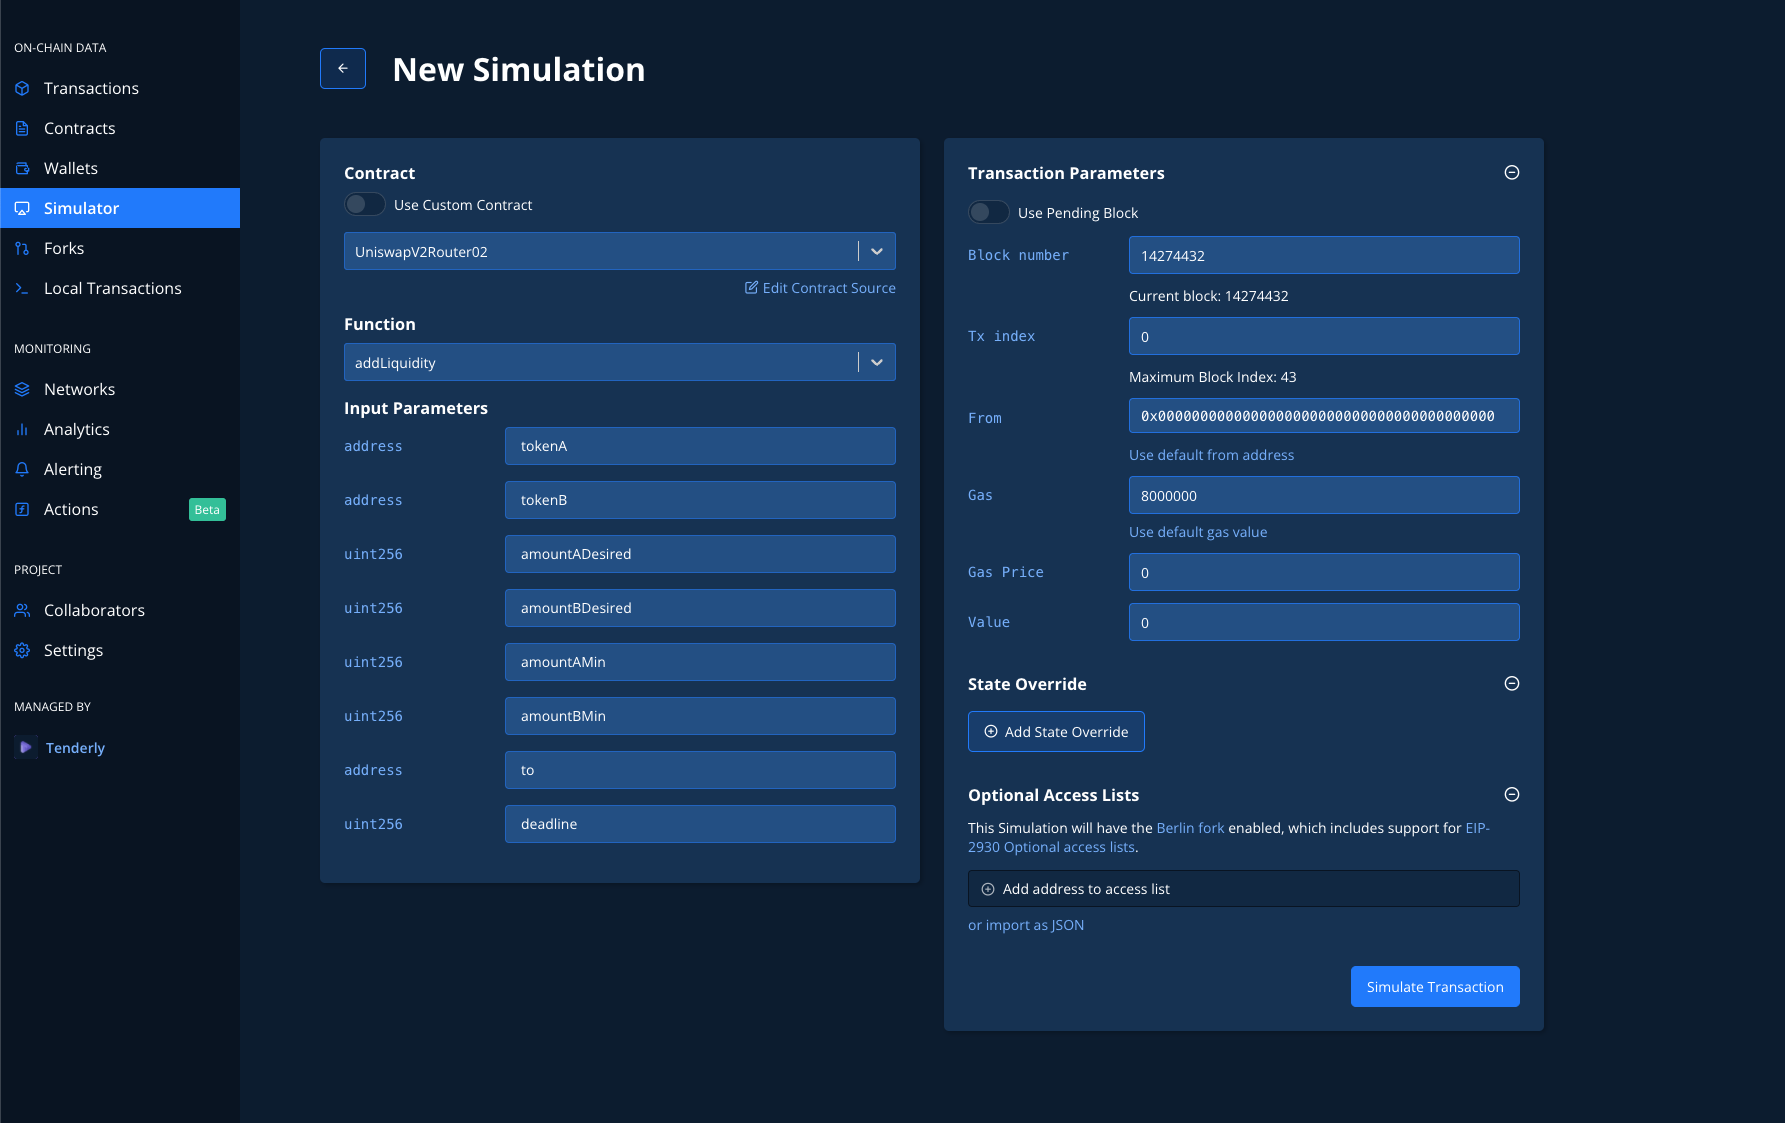 ON-CHAIN DATA
Transactions
Contracts
Wallets
Simulator
Forks
Local Transactions
MONITORING
Networks
Analytics
Alerting
Actions
Beta
PROJECT
Collaborators
Settings
MANAGED BY
Tenderly
New Simulation
Contract
Use Custom Contract
UniswapV2Router02
Edit Contract Source
Function
addLiquidity
Input Parameters
address
tokenA
address
tokenB
uint256
amountADesired
uint256
amountBDesired
uint256
amountAMin
uint256
amountBMin
address
to
uint256
deadline
Transaction Parameters
Use Pending Block
Block number
14274432
Current block: 14274432
Tx index
0
Maximum Block Index: 43
From
0x0000000000000000000000000000000000000000
Use default from address
Gas
8000000
Use default gas value
Gas Price
0
Value
0
State Override
Add State Override
Optional Access Lists
This Simulation will have the Berlin fork enabled, which includes support for EIP-
2930 Optional access lists.
Add address to access list
or import as JSON
Simulate Transaction